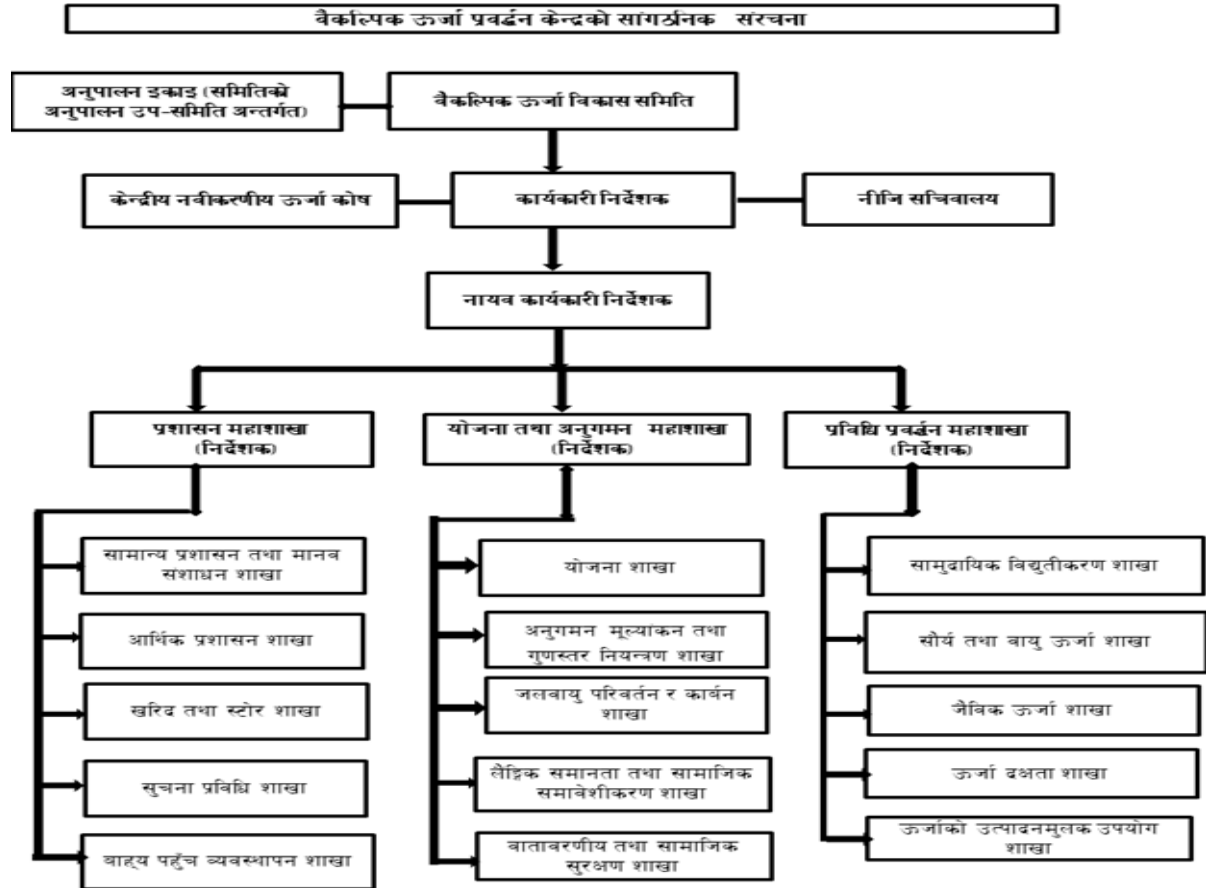 वैकल्पिक ऊर्जा प्रवर्द्धन केन्द्रको सांगठनिक संरचना
अनुपालन इकाइ (समितिको
अनुपालन उप-समिति अन्तर्गत)
वैकल्पिक ऊर्जा विकास समिति
केन्द्रीय नवीकरणीय ऊर्जा कोष
कार्यकारी निर्देशक
नीजि सचिवालय
नायव कार्यकारी निर्देशक
प्रशासन महाशाखा
(निर्देशक)
योजना तथा अनुगमन महाशाखा
(निर्देशक)
प्रविधि प्रवर्द्धन महाशाखा
(निर्देशक)
सामान्य प्रशासन तथा मानव
संशाधन शाखा
आर्थिक प्रशासन शाखा
खरिद तथा स्टोर शाखा
सुचना प्रविधि शाखा
बाह्य पहुँच व्यवस्थापन शाखा
योजना शाखा
अनुगमन मूल्यांकन तथा
गुणस्तर नियन्त्रण शाखा
जलवायु परिवर्तन र कार्बन
शाखा
लैङ्गिक समानता तथा सामाजिक
समावेशीकरण शाखा
वातावरणीय तथा सामाजिक
सुरक्षण शाखा
सामुदायिक विद्युतीकरण शाखा
सौर्य तथा वायु ऊर्जा शाखा
जैविक ऊर्जा शाखा
ऊर्जा दक्षता शाखा
ऊर्जाको उत्पादनमुलक उपयोग
शाखा